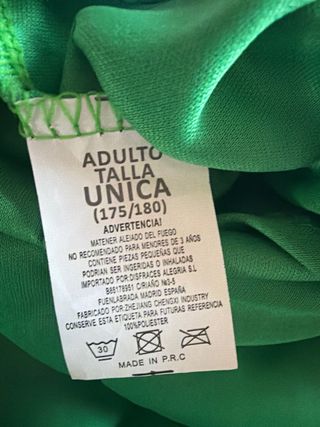 ADULTO
TALLA
UNICA
(175/180)
ADVERTENCIA!
MATENER ALEJADO DEL FUEGO
NO RECOMENDADO PARA MENORES DE 3 AÑOS
CONTIENE PIEZAS PEQUEÑAS QUE
PODRIAN SER INGERIDAS O INHALADAS
IMPORTADO POR:DISFRACES ALEGRIA S.L
B85178951 C/RIAÑO №3-5
FUENLABRADA MADRID ESPAÑA
FABRICADO POR:ZHEJIANG CHENGXI INDUSTRY
CONSERVE ESTA ETIQUETA PARA FUTURAS REFERENCIA
100%POLIESTER
30
MADE IN P.R.C